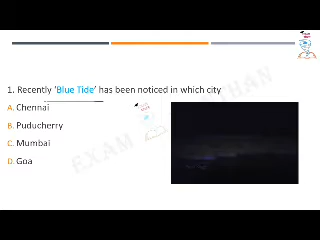 1. Recently 'Blue Tide' has been noticed in which city
A. Chennai
B. Puducherry
C. Mumbai
D. Goa